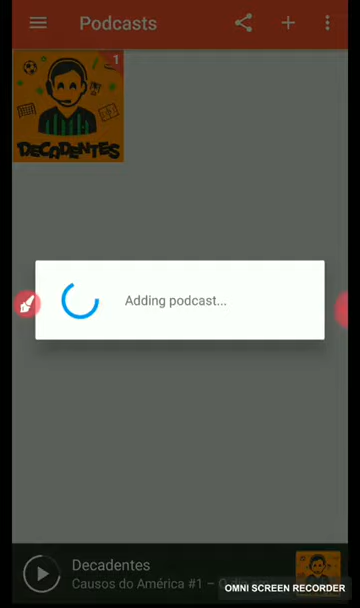 Podcasts
1
DECADENTES
Adding podcast...
Decadentes
Causos do América #1 –
OMNI SCREEN RECORDER